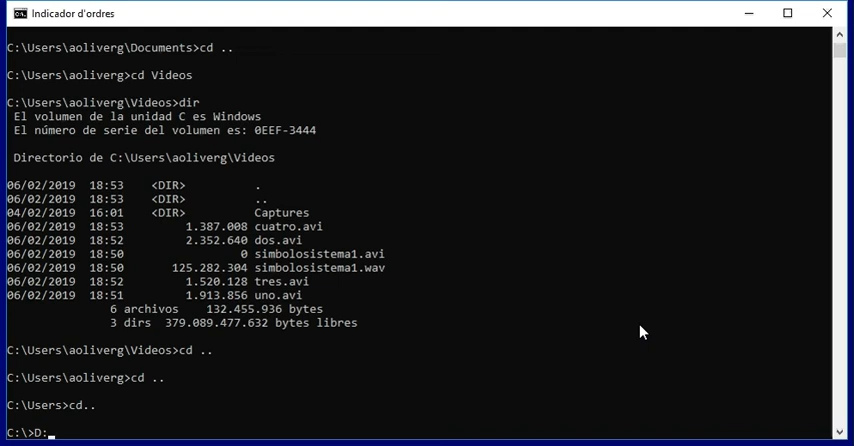 Indicador d'ordres
C:\Users\aoliverg\Documents>cd ..
C:\Users\aoliverg>cd Videos
C:\Users\aoliverg\Videos>dir
El volumen de la unidad C es Windows
El número de serie del volumen es: 0EEF-3444
Directorio de C:\Users\aoliverg\Videos
06/02/2019 18:53 <DIR> .
06/02/2019 18:53 <DIR> ..
04/02/2019 16:01 <DIR> Captures
06/02/2019 18:53 1.387.008 cuatro.avi
06/02/2019 18:52 2.352.640 dos.avi
06/02/2019 18:50 0 simbolosistema1.avi
06/02/2019 18:50 125.282.304 simbolosistema1.wav
06/02/2019 18:52 1.520.128 tres.avi
06/02/2019 18:51 1.913.856 uno.avi
6 archivos 132.455.936 bytes
3 dirs 379.089.477.632 bytes libres
C:\Users\aoliverg\Videos>cd ..
C:\Users\aoliverg>cd ..
C:\Users>cd..
C:\>D: